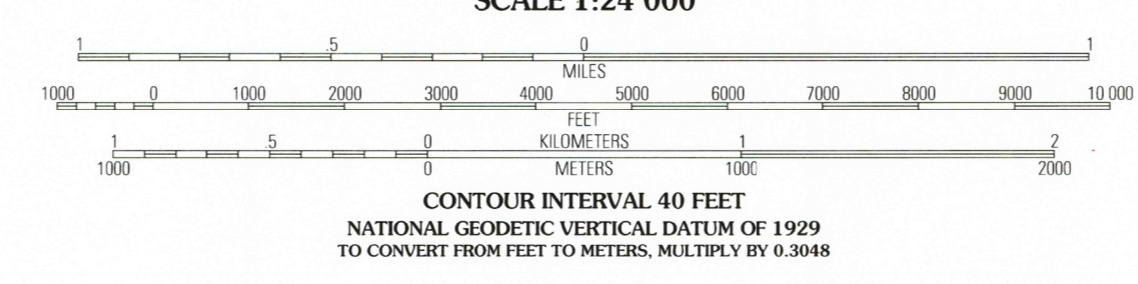 SCALE 1:24 000
1 .5 0 1
MILES
1000 0 1000 2000 3000 4000 5000 6000 7000 8000 9000 10 000
FEET
1 .5 0 KILOMETERS 1 2
1000 0 METERS 1000 2000
CONTOUR INTERVAL 40 FEET
NATIONAL GEODETIC VERTICAL DATUM OF 1929
TO CONVERT FROM FEET TO METERS, MULTIPLY BY 0.3048